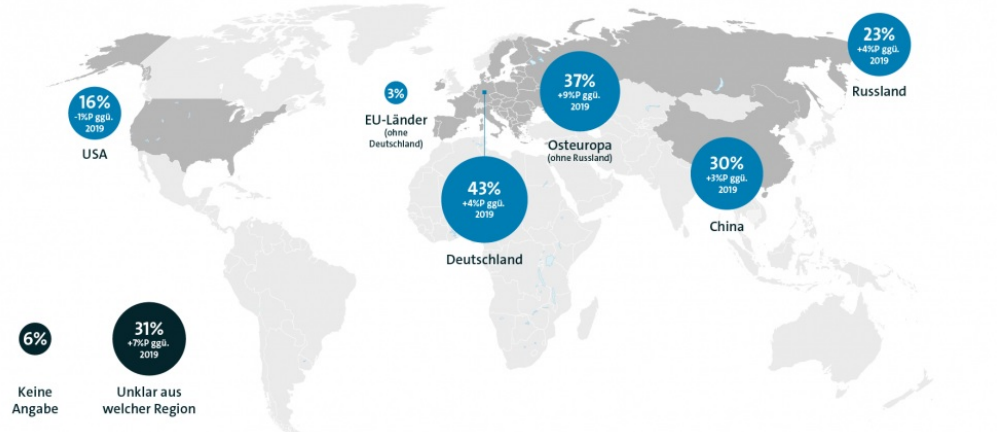 23%
+4%P ggü.
2019
Russland
16%
-1%P ggü.
2019
USA
3%
EU-Länder
(ohne
Deutschland)
37%
+9%P ggü.
2019
Osteuropa
(ohne Russland)
43%
+4%P ggü.
2019
Deutschland
30%
+3%P ggü.
2019
China
6%
Keine
Angabe
31%
+7%P ggü.
2019
Unklar aus
welcher Region